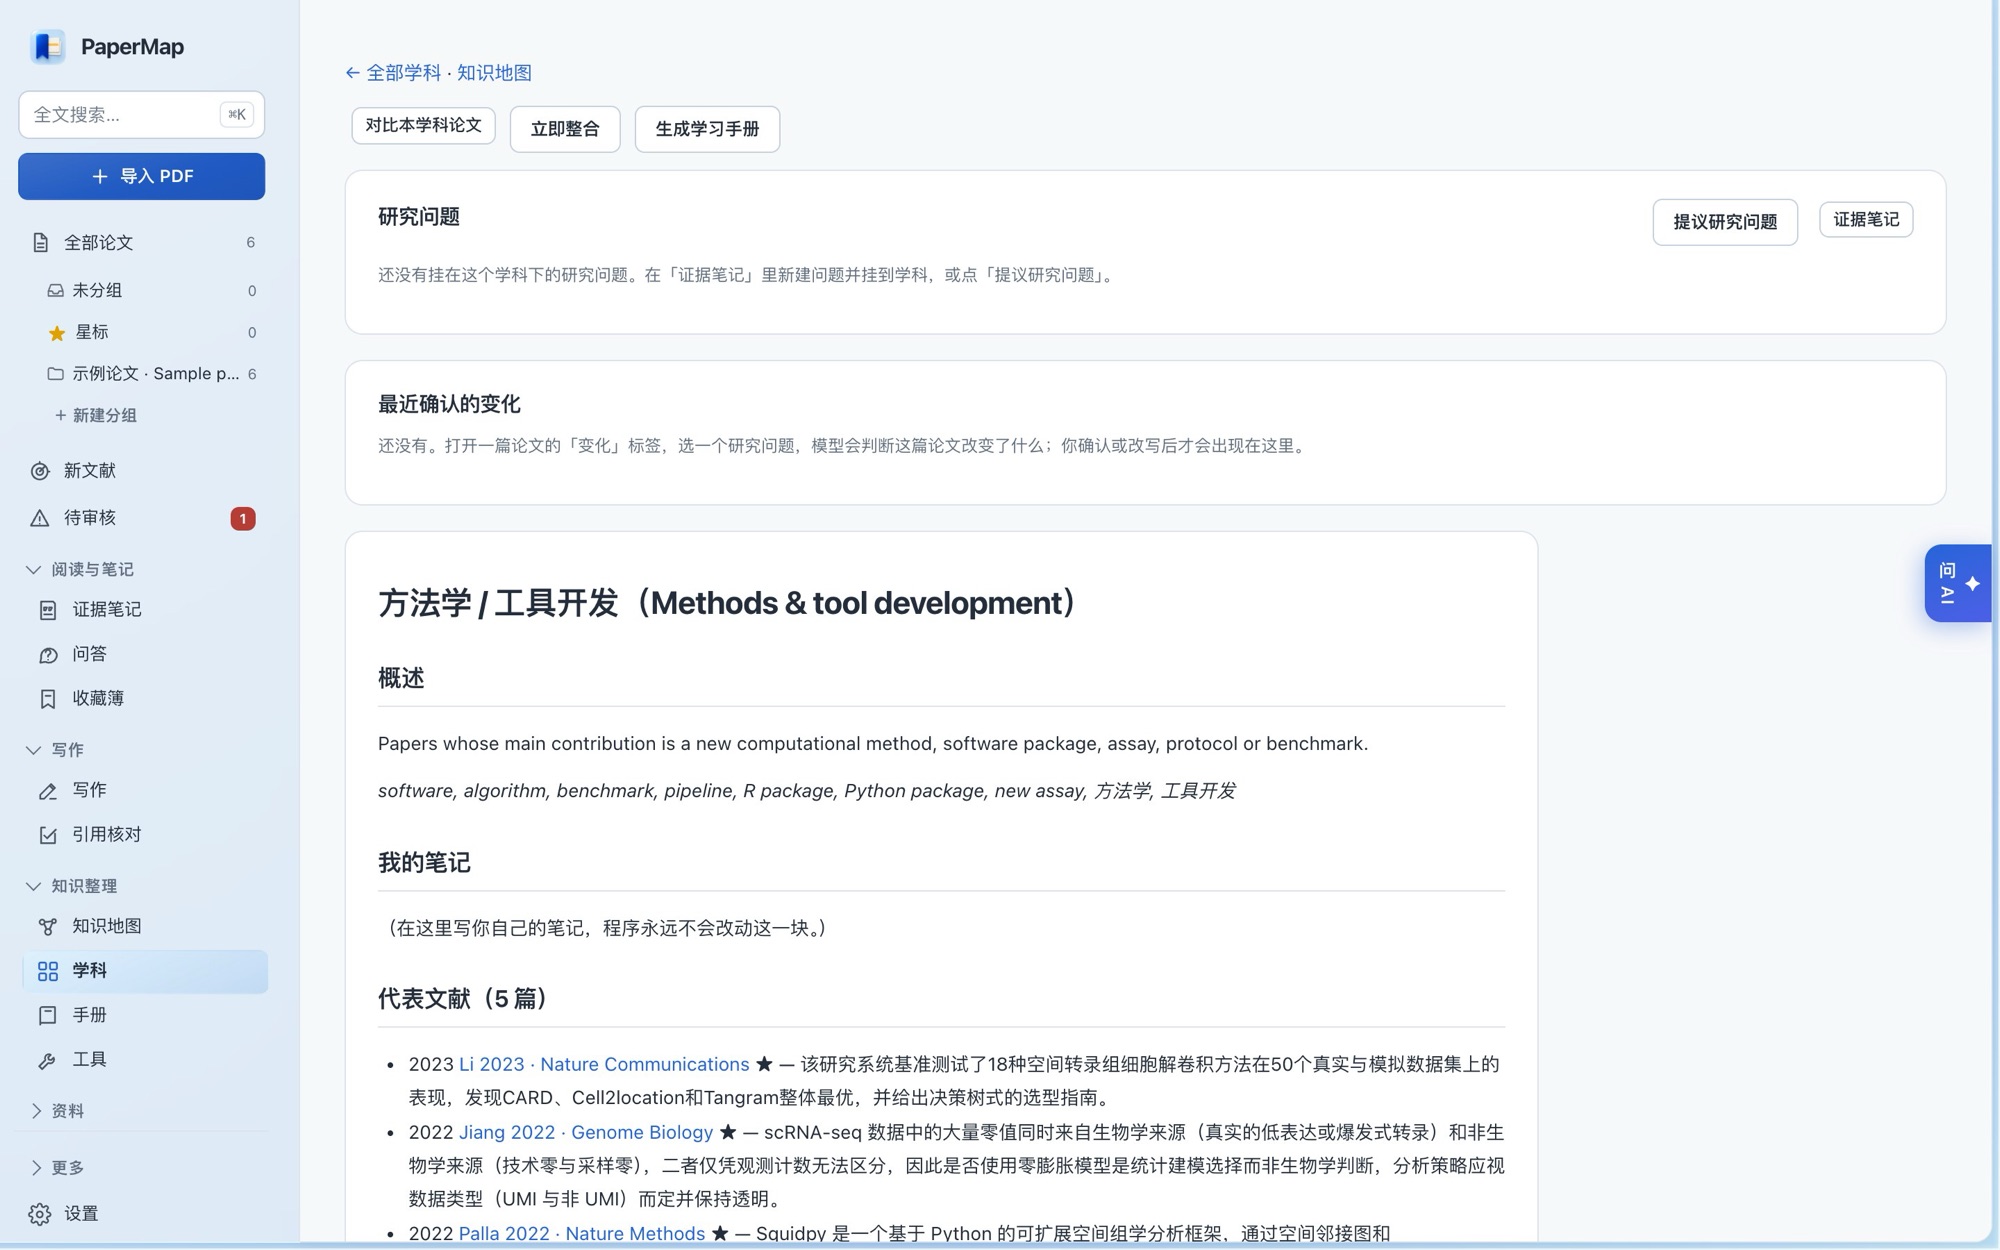 PaperMap
全文搜索... ⌘K
+ 导入 PDF
全部论文 6
未分组 0
星标 0
示例论文 · Sample p... 6
+ 新建分组
新文献
待审核 1
阅读与笔记
证据笔记
问答
收藏簿
写作
写作
引用核对
知识整理
知识地图
学科
手册
工具
资料
更多
设置
← 全部学科 · 知识地图
对比本学科论文 立即整合 生成学习手册
研究问题 提议研究问题 证据笔记
还没有挂在这个学科下的研究问题。在「证据笔记」里新建问题并挂到学科，或点「提议研究问题」。
最近确认的变化
还没有。打开一篇论文的「变化」标签，选一个研究问题，模型会判断这篇论文改变了什么；你确认或改写后才会出现在这里。
方法学 / 工具开发（Methods & tool development）
概述
Papers whose main contribution is a new computational method, software package, assay, protocol or benchmark.
software, algorithm, benchmark, pipeline, R package, Python package, new assay, 方法学, 工具开发
我的笔记
（在这里写你自己的笔记，程序永远不会改动这一块。）
代表文献（5 篇）
• 2023 Li 2023 · Nature Communications ★ — 该研究系统基准测试了18种空间转录组细胞解卷积方法在50个真实与模拟数据集上的
表现，发现CARD、Cell2location和Tangram整体最优，并给出决策树式的选型指南。
• 2022 Jiang 2022 · Genome Biology ★ — scRNA-seq 数据中的大量零值同时来自生物学来源（真实的低表达或爆发式转录）和非生
物学来源（技术零与采样零），二者仅凭观测计数无法区分，因此是否使用零膨胀模型是统计建模选择而非生物学判断，分析策略应视
数据类型（UMI 与非 UMI）而定并保持透明。
• 2022 Palla 2022 · Nature Methods ★ — Squidpy 是一个基于 Python 的可扩展空间组学分析框架，通过空间邻接图和
问 AI